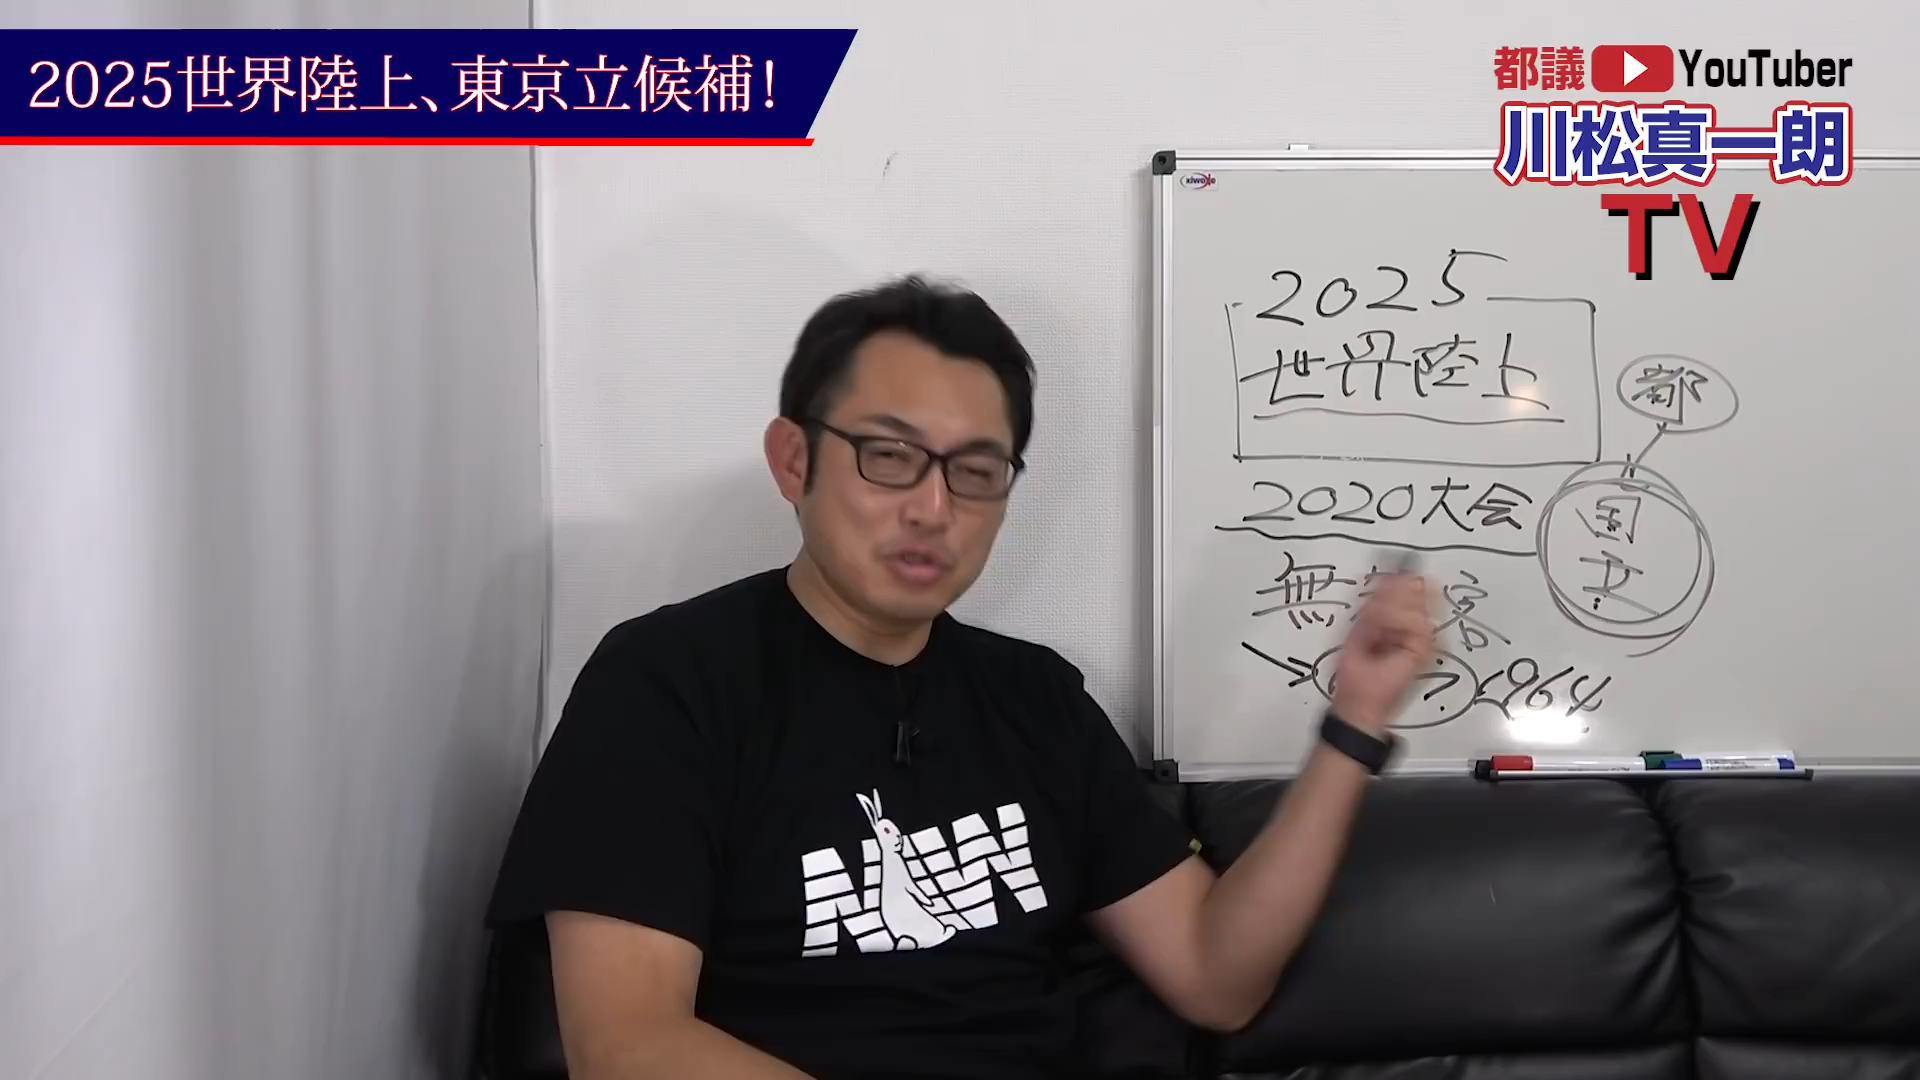 2025世界陸上、東京立候補!
都議 YouTuber
川松真一朗
TV
2025
世界陸上
都
2020大会
国立
無 客
? 1964
NW